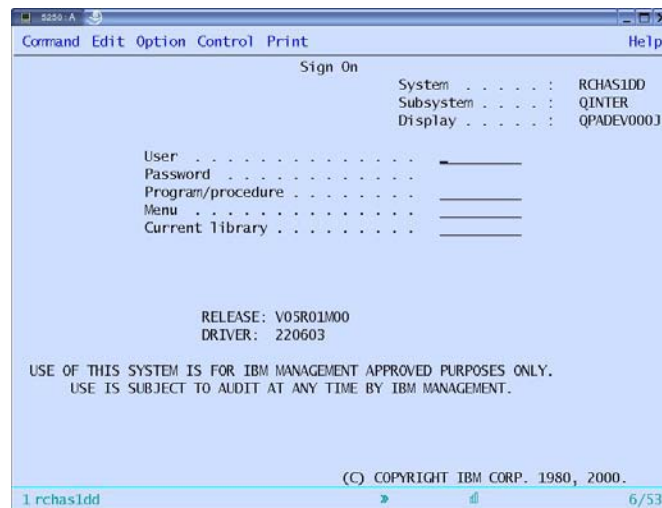 5250 : A
Command Edit Option Control Print Help
Sign On
System . . . . . : RCHAS1DD
Subsystem . . . . : QINTER
Display . . . . . : QPADEV000J
User . . . . . . . . . . . . . .
Password . . . . . . . . . . . .
Program/procedure . . . . . . . .
Menu . . . . . . . . . . . . . .
Current library . . . . . . . . .
RELEASE: V05R01M00
DRIVER: 220603
USE OF THIS SYSTEM IS FOR IBM MANAGEMENT APPROVED PURPOSES ONLY.
USE IS SUBJECT TO AUDIT AT ANY TIME BY IBM MANAGEMENT.
(C) COPYRIGHT IBM CORP. 1980, 2000.
1 rchas1dd 6/53